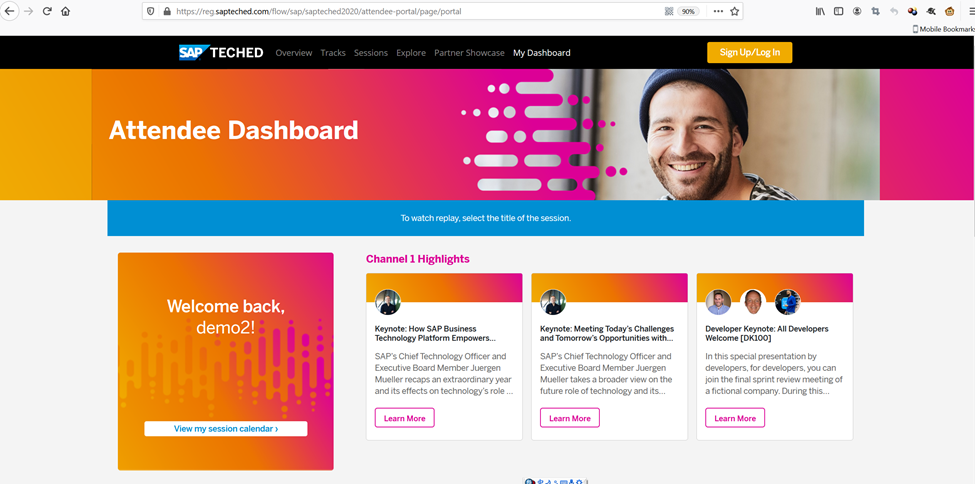 https://reg.sapteched.com/flow/sap/sapteched2020/attendee-portal/page/portal
90%
Mobile Bookmarks
SAP TECHED
Overview Tracks Sessions Explore Partner Showcase My Dashboard
Sign Up/Log In
Attendee Dashboard
To watch replay, select the title of the session.
Welcome back,
demo2!
View my session calendar ›
Channel 1 Highlights
Keynote: How SAP Business
Technology Platform Empowers...
SAP's Chief Technology Officer and
Executive Board Member Juergen
Mueller recaps an extraordinary year
and its effects on technology's role ...
Learn More
Keynote: Meeting Today's Challenges
and Tomorrow's Opportunities with...
SAP's Chief Technology Officer and
Executive Board Member Juergen
Mueller takes a broader view on the
future role of technology and its...
Learn More
Developer Keynote: All Developers
Welcome [DK100]
In this special presentation by
developers, for developers, you can
join the final sprint review meeting of
a fictional company. During this...
Learn More